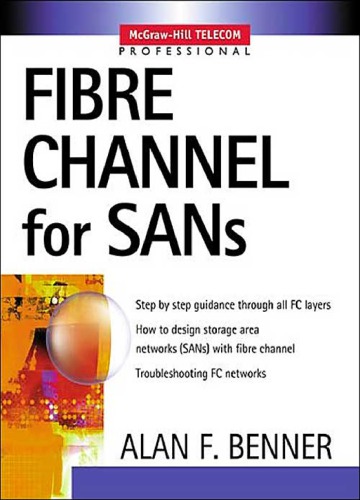 McGraw-Hill TELECOM
PROFESSIONAL
FIBRE
CHANNEL
for SANs
Step by step guidance through all FC layers
How to design storage area
networks (SANs) with fibre channel
Troubleshooting FC networks
ALAN F. BENNER